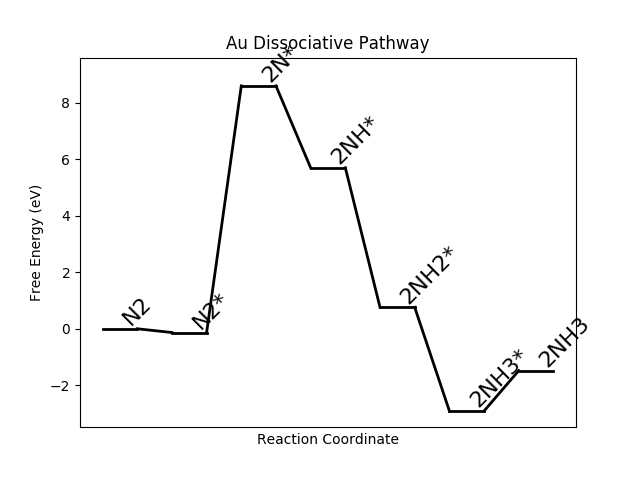 Au Dissociative Pathway
Free Energy (eV)
8
6
4
2
0
−2
N2
N2*
2N*
2NH*
2NH2*
2NH3*
2NH3
Reaction Coordinate